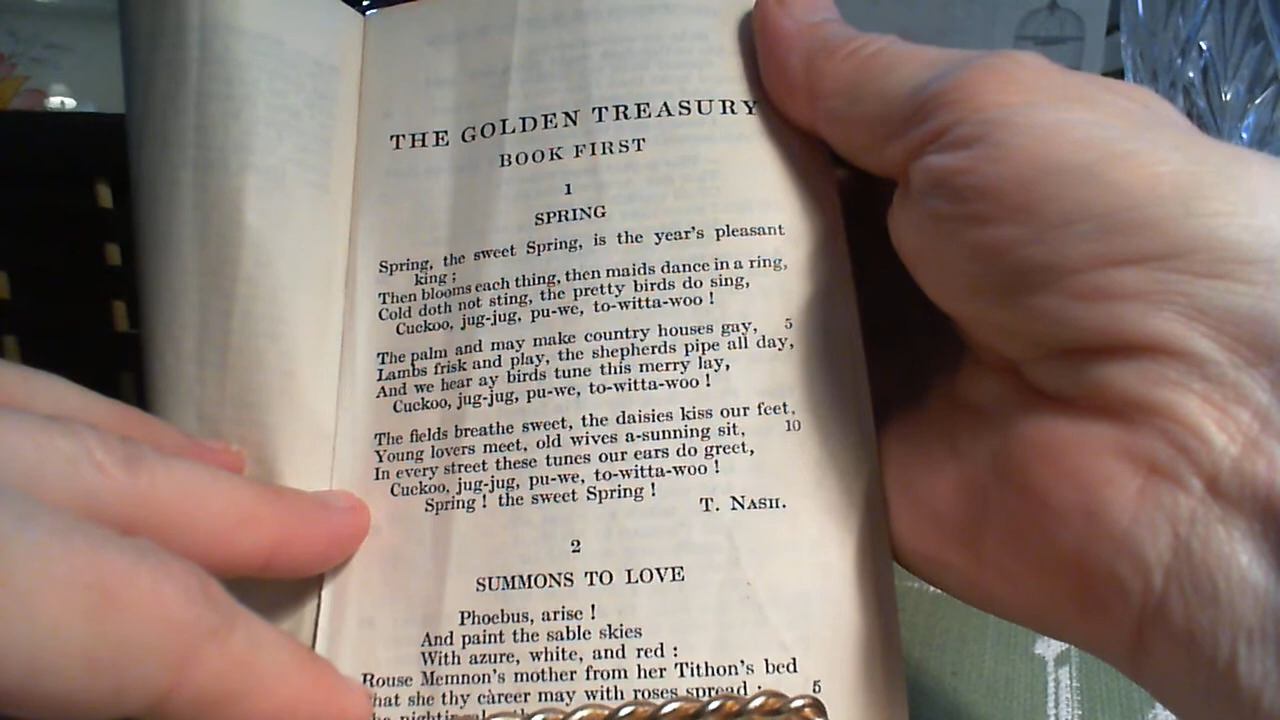 THE GOLDEN TREASURY
BOOK FIRST
1
SPRING
Spring, the sweet Spring, is the year's pleasant
king ;
Then blooms each thing, then maids dance in a ring,
Cold doth not sting, the pretty birds do sing,
Cuckoo, jug-jug, pu-we, to-witta-woo !
The palm and may make country houses gay, 5
Lambs frisk and play, the shepherds pipe all day,
And we hear ay birds tune this merry lay,
Cuckoo, jug-jug, pu-we, to-witta-woo !
The fields breathe sweet, the daisies kiss our feet,
Young lovers meet, old wives a-sunning sit, 10
In every street these tunes our ears do greet,
Cuckoo, jug-jug, pu-we, to-witta-woo !
Spring ! the sweet Spring !
T. NASH.
2
SUMMONS TO LOVE
Phoebus, arise !
And paint the sable skies
With azure, white, and red :
Rouse Memnon's mother from her Tithon's bed
hat she thy càreer may with roses spread : 5